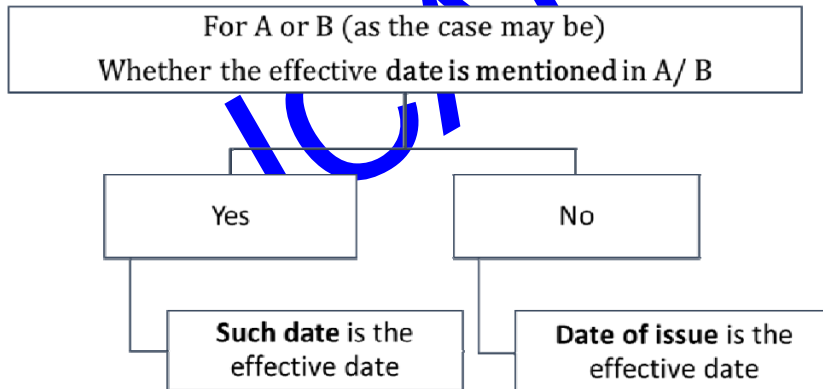 For A or B (as the case may be)
Whether the effective date is mentioned in A/ B
Yes
No
Such date is the
effective date
Date of issue is the
effective date